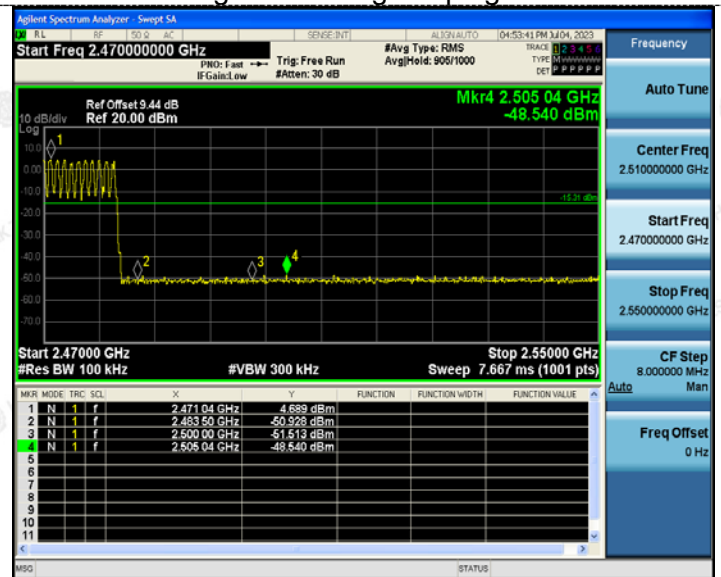 Agilent Spectrum Analyzer - Swept SA
RL RF 50 Ω AC SENSE:INT ALIGNAUTO 04:53:41 PM Jul 04, 2023
Start Freq 2.470000000 GHz
PNO: Fast
IFGain:Low
Trig: Free Run
#Atten: 30 dB
#Avg Type: RMS
Avg|Hold: 905/1000
TRACE 1 2 3 4 5 6
TYPE M
DET P P P P P P
Frequency
Auto Tune
Center Freq
2.510000000 GHz
Start Freq
2.470000000 GHz
Stop Freq
2.550000000 GHz
CF Step
8.000000 MHz
Auto Man
Freq Offset
0 Hz
Mkr4 2.505 04 GHz
-48.540 dBm
Ref Offset 9.44 dB
10 dB/div Ref 20.00 dBm
Log
10.0
0.00
-10.0
-20.0
-30.0
-40.0
-50.0
-60.0
-70.0
1
2
3
4
-15.31 dBm
Start 2.47000 GHz Stop 2.55000 GHz
#Res BW 100 kHz #VBW 300 kHz Sweep 7.667 ms (1001 pts)
MKR MODE TRC SCL X Y FUNCTION FUNCTION WIDTH FUNCTION VALUE
1 N 1 f 2.471 04 GHz 4.689 dBm
2 N 1 f 2.483 50 GHz -50.928 dBm
3 N 1 f 2.500 00 GHz -51.513 dBm
4 N 1 f 2.505 04 GHz -48.540 dBm
5
6
7
8
9
10
11
MSG STATUS